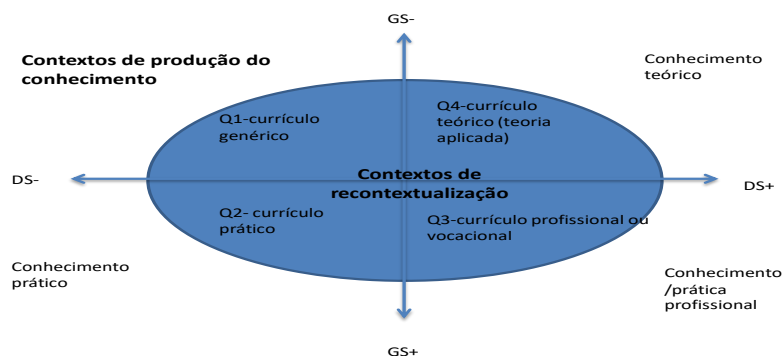 GS-
Contextos de produção do
conhecimento
Conhecimento
teórico
Q1-currículo
genérico
Q4-currículo
teórico (teoria
aplicada)
DS-
Contextos de
recontextualização
DS+
Q2- currículo
prático
Q3-currículo profissional ou
vocacional
Conhecimento
prático
Conhecimento
/prática
profissional
GS+